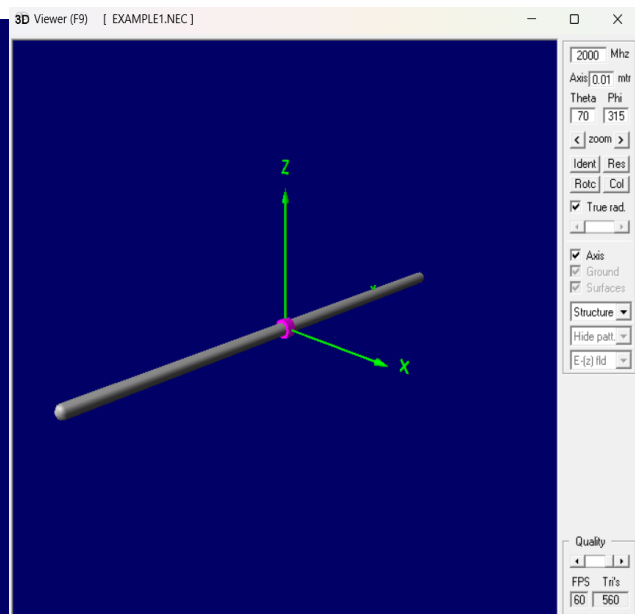 3D Viewer (F9) [ EXAMPLE1.NEC ]
2000 Mhz
Axis 0.01 mtr
Theta Phi
70 315
< zoom >
Ident Res
Rotc Col
True rad.
Axis
Ground
Surfaces
Structure
Hide patt.
E-(z) fld
Z
X
Quality
FPS Tri's
60 560